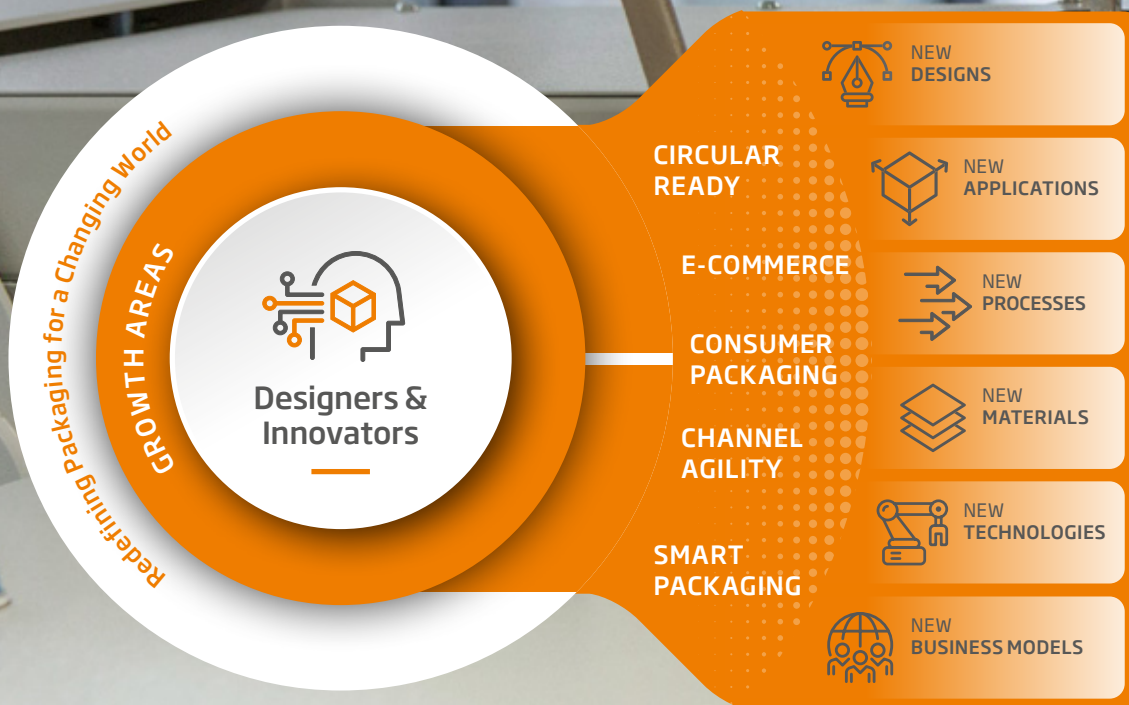 Redefining Packaging for a Changing World
GROWTH AREAS
Designers &
Innovators
CIRCULAR
READY
E-COMMERCE
CONSUMER
PACKAGING
CHANNEL
AGILITY
SMART
PACKAGING
NEW
DESIGNS
NEW
APPLICATIONS
NEW
PROCESSES
NEW
MATERIALS
NEW
TECHNOLOGIES
NEW
BUSINESS MODELS